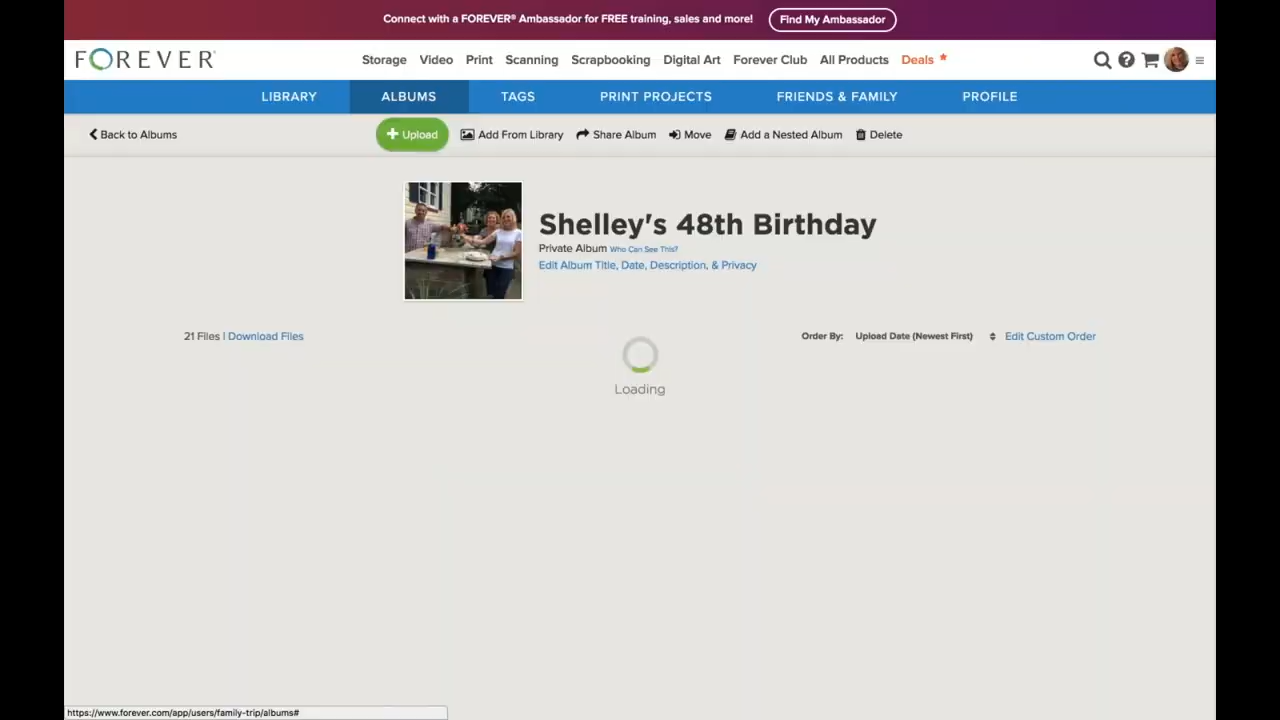 Connect with a FOREVER® Ambassador for FREE training, sales and more! Find My Ambassador
FOREVER
Storage Video Print Scanning Scrapbooking Digital Art Forever Club All Products Deals *
LIBRARY ALBUMS TAGS PRINT PROJECTS FRIENDS & FAMILY PROFILE
Back to Albums + Upload Add From Library Share Album Move Add a Nested Album Delete
Shelley's 48th Birthday
Private Album Who Can See This?
Edit Album Title, Date, Description, & Privacy
21 Files | Download Files Order By: Upload Date (Newest First) Edit Custom Order
Loading
https://www.forever.com/app/users/family-trip/albums#